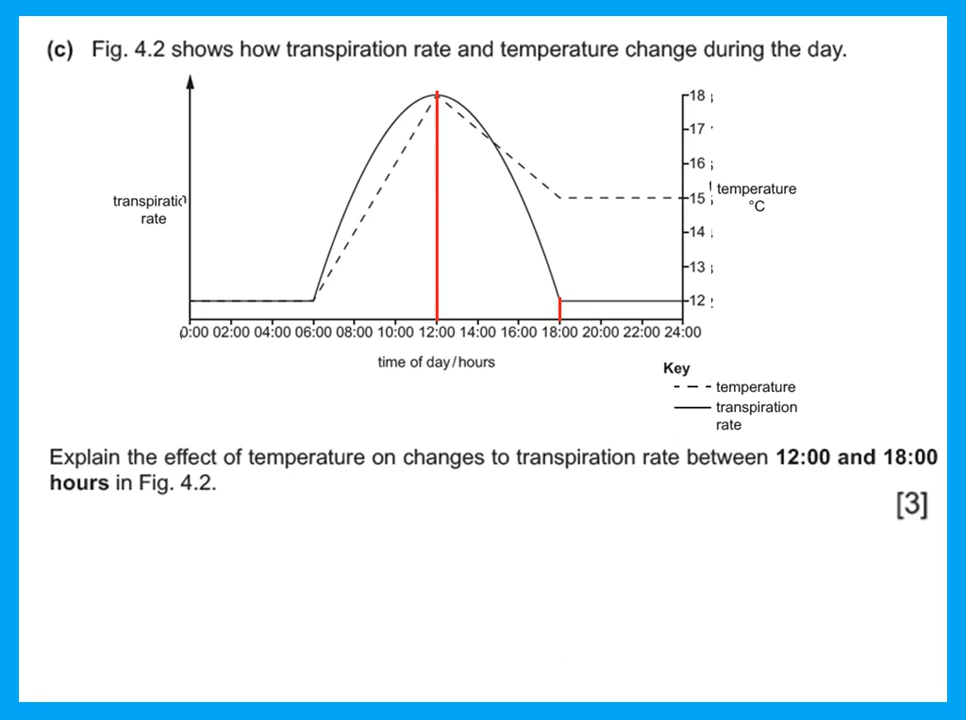 (c) Fig. 4.2 shows how transpiration rate and temperature change during the day.
18
17
16
15
14
13
12
temperature
°C
transpiration
rate
0:00 02:00 04:00 06:00 08:00 10:00 12:00 14:00 16:00 18:00 20:00 22:00 24:00
time of day/hours
Key
temperature
transpiration
rate
Explain the effect of temperature on changes to transpiration rate between 12:00 and 18:00
hours in Fig. 4.2.
[3]